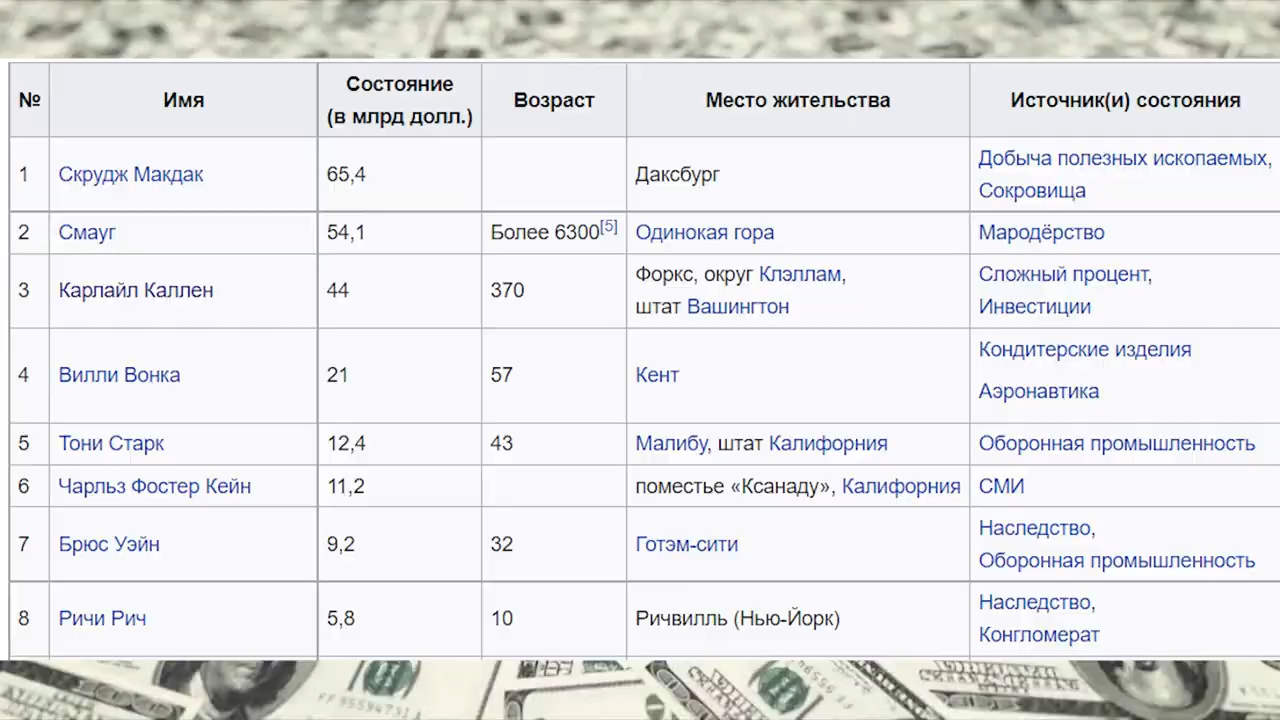 № Имя Состояние (в млрд долл.) Возраст Место жительства Источник(и) состояния
1 Скрудж Макдак 65,4 Даксбург Добыча полезных ископаемых, Сокровища
2 Смауг 54,1 Более 6300[5] Одинокая гора Мародёрство
3 Карлайл Каллен 44 370 Форкс, округ Клэллам, штат Вашингтон Сложный процент, Инвестиции
4 Вилли Вонка 21 57 Кент Кондитерские изделия Аэронавтика
5 Тони Старк 12,4 43 Малибу, штат Калифорния Оборонная промышленность
6 Чарльз Фостер Кейн 11,2 поместье «Ксанаду», Калифорния СМИ
7 Брюс Уэйн 9,2 32 Готэм-сити Наследство, Оборонная промышленность
8 Ричи Рич 5,8 10 Ричвилль (Нью-Йорк) Наследство, Конгломерат